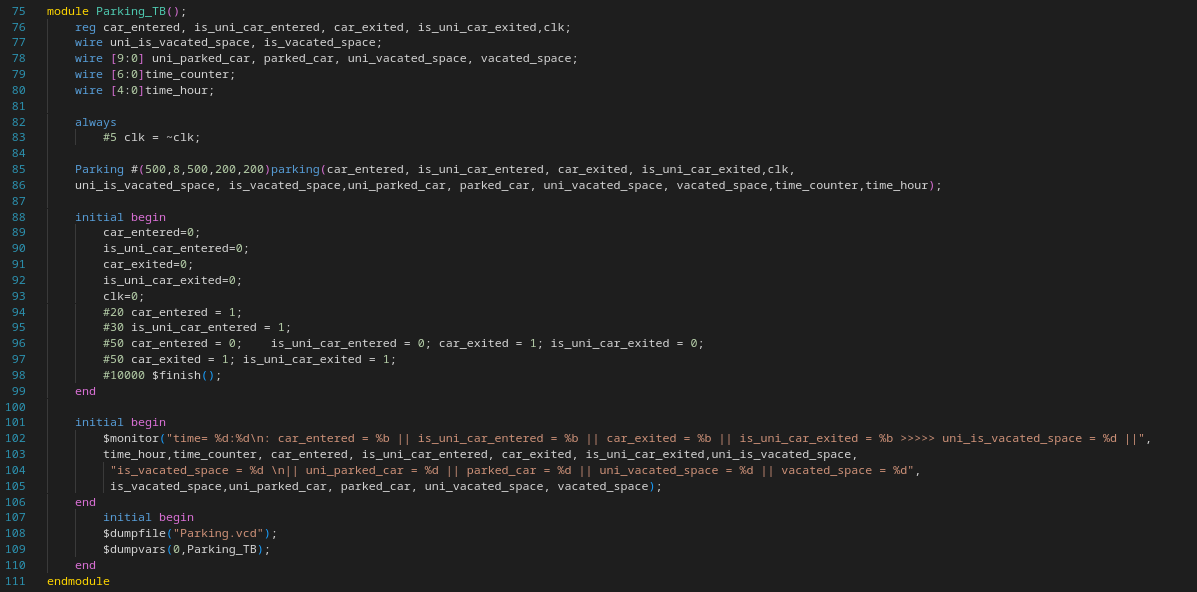 75 module Parking_TB();
76     reg car_entered, is_uni_car_entered, car_exited, is_uni_car_exited,clk;
77     wire uni_is_vacated_space, is_vacated_space;
78     wire [9:0] uni_parked_car, parked_car, uni_vacated_space, vacated_space;
79     wire [6:0]time_counter;
80     wire [4:0]time_hour;
81
82     always
83         #5 clk = ~clk;
84
85     Parking #(500,8,500,200,200)parking(car_entered, is_uni_car_entered, car_exited, is_uni_car_exited,clk,
86     uni_is_vacated_space, is_vacated_space,uni_parked_car, parked_car, uni_vacated_space, vacated_space,time_counter,time_hour);
87
88     initial begin
89         car_entered=0;
90         is_uni_car_entered=0;
91         car_exited=0;
92         is_uni_car_exited=0;
93         clk=0;
94         #20 car_entered = 1;
95         #30 is_uni_car_entered = 1;
96         #50 car_entered = 0;    is_uni_car_entered = 0; car_exited = 1; is_uni_car_exited = 0;
97         #50 car_exited = 1; is_uni_car_exited = 1;
98         #10000 $finish();
99     end
100
101     initial begin
102         $monitor("time= %d:%d\n: car_entered = %b || is_uni_car_entered = %b || car_exited = %b || is_uni_car_exited = %b >>>>> uni_is_vacated_space = %d ||",
103         time_hour,time_counter, car_entered, is_uni_car_entered, car_exited, is_uni_car_exited,uni_is_vacated_space,
104          "is_vacated_space = %d \n|| uni_parked_car = %d || parked_car = %d || uni_vacated_space = %d || vacated_space = %d",
105          is_vacated_space,uni_parked_car, parked_car, uni_vacated_space, vacated_space);
106     end
107         initial begin
108         $dumpfile("Parking.vcd");
109         $dumpvars(0,Parking_TB);
110     end
111 endmodule